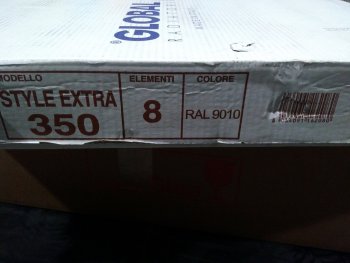 GLOBAL
MODELLO
STYLE EXTRA
350
ELEMENTI
8
COLORE
RAL 9010